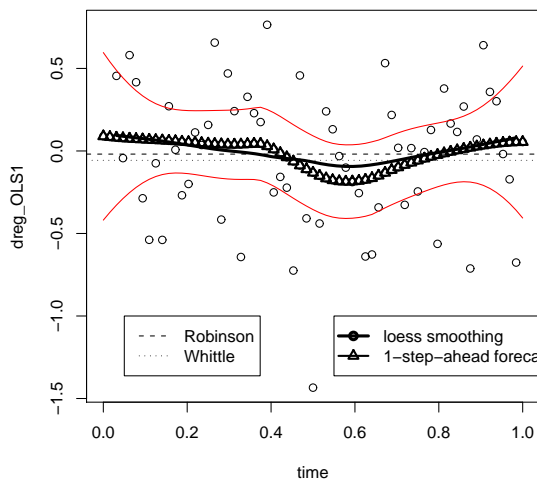 dreg_OLS1
0.5
0.0
−0.5
−1.0
−1.5
Robinson
Whittle
loess smoothing
1−step−ahead foreca
0.0 0.2 0.4 0.6 0.8 1.0
time